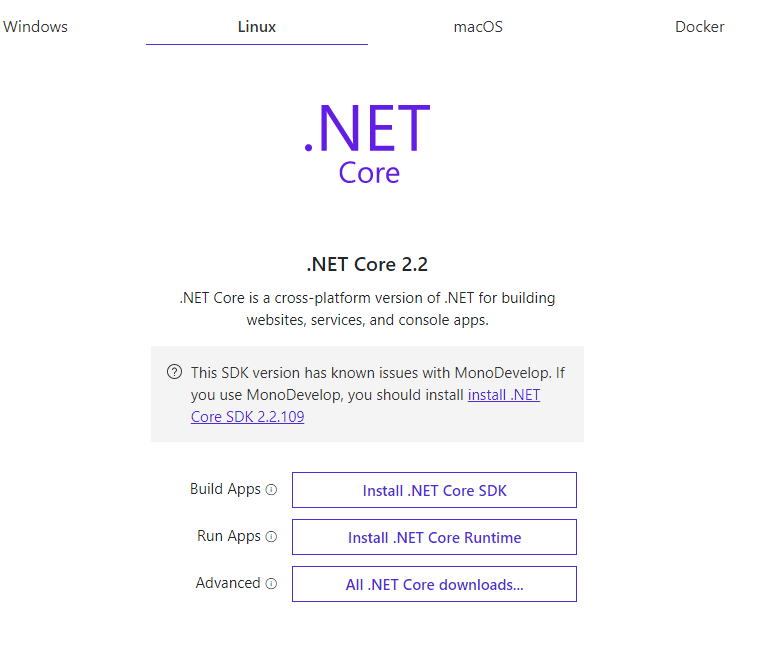 Windows
Linux
macOS
Docker
.NET
Core
.NET Core 2.2
.NET Core is a cross-platform version of .NET for building
websites, services, and console apps.
This SDK version has known issues with MonoDevelop. If
you use MonoDevelop, you should install install .NET
Core SDK 2.2.109
Build Apps
Install .NET Core SDK
Run Apps
Install .NET Core Runtime
Advanced
All .NET Core downloads...